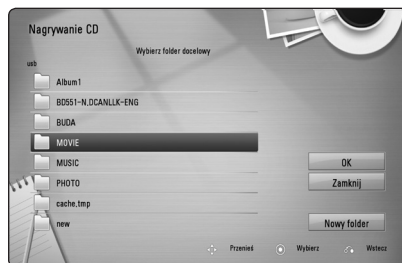 Nagrywanie CD
Wybierz folder docelowy
usb
Album1
BD551-N,DCANLLK-ENG
BUDA
MOVIE
MUSIC
PHOTO
cache,tmp
new
OK
Zamknij
Nowy folder
Przenieś Wybierz Wstecz